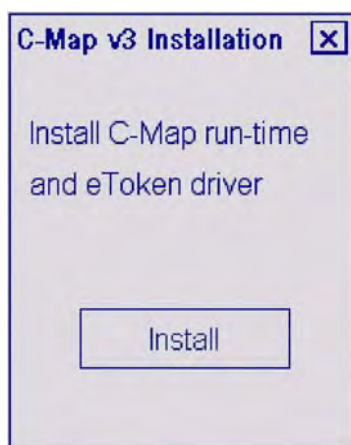 C-Map v3 Installation
Install C-Map run-time
and eToken driver
Install